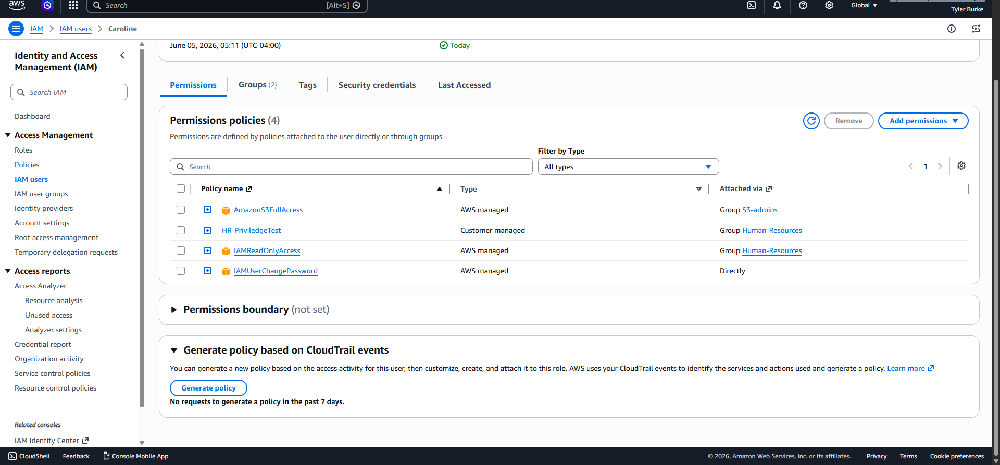 aws
Search [Alt+S]
Global
Tyler Burke
IAM IAM users Caroline
Identity and Access Management (IAM)
Search IAM
Dashboard
Access Management
Roles
Policies
IAM users
IAM user groups
Identity providers
Account settings
Root access management
Temporary delegation requests
Access reports
Access Analyzer
Resource analysis
Unused access
Analyzer settings
Credential report
Organization activity
Service control policies
Resource control policies
Related consoles
IAM Identity Center
June 05, 2026, 05:11 (UTC-04:00)
Today
Permissions Groups (2) Tags Security credentials Last Accessed
Permissions policies (4)
Remove
Add permissions
Permissions are defined by policies attached to the user directly or through groups.
Filter by Type
Search
All types
1
Policy name Type Attached via
AmazonS3FullAccess AWS managed Group S3-admins
HR-PriviledgeTest Customer managed Group Human-Resources
IAMReadOnlyAccess AWS managed Group Human-Resources
IAMUserChangePassword AWS managed Directly
Permissions boundary (not set)
Generate policy based on CloudTrail events
You can generate a new policy based on the access activity for this user, then customize, create, and attach it to this role. AWS uses your CloudTrail events to identify the services and actions used and generate a policy. Learn more
Generate policy
No requests to generate a policy in the past 7 days.
CloudShell Feedback Console Mobile App
© 2026, Amazon Web Services, Inc. or its affiliates. Privacy Terms Cookie preferences